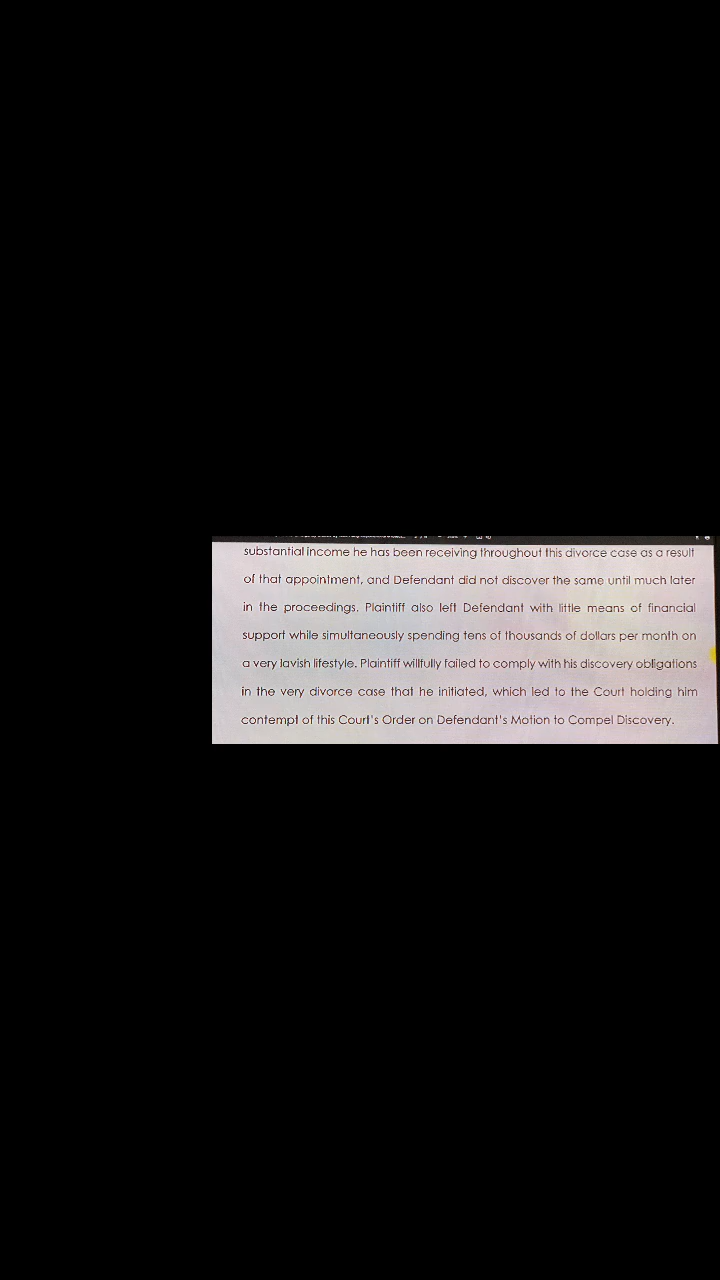 substantial income he has been receiving throughout this divorce case as a result
of that appointment, and Defendant did not discover the same until much later
in the proceedings. Plaintiff also left Defendant with little means of financial
support while simultaneously spending tens of thousands of dollars per month on
a very lavish lifestyle. Plaintiff willfully failed to comply with his discovery obligations
in the very divorce case that he initiated, which led to the Court holding him
contempt of this Court's Order on Defendant's Motion to Compel Discovery.